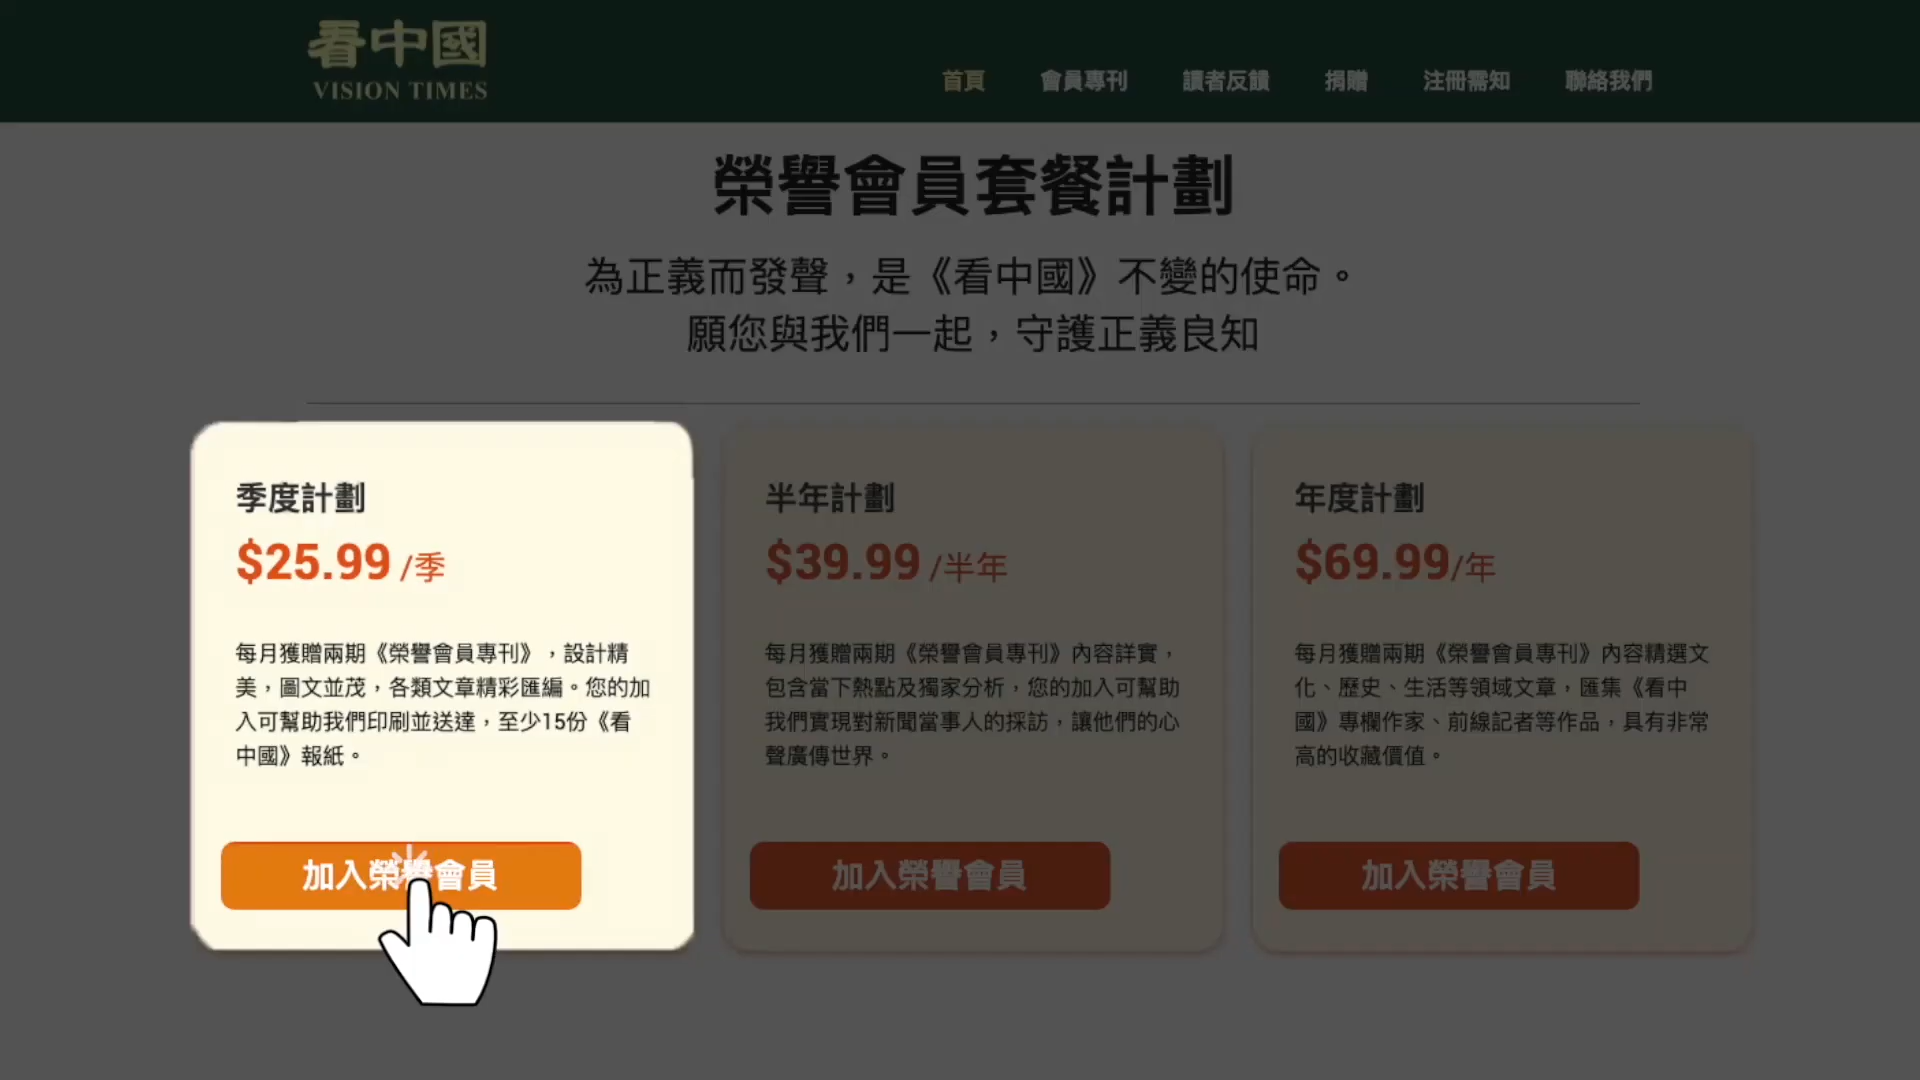 看中國
VISION TIMES
首頁 會員專刊 讀者反饋 捐贈 注冊需知 聯絡我們
榮譽會員套餐計劃
為正義而發聲，是《看中國》不變的使命。
願您與我們一起，守護正義良知
季度計劃
$25.99 /季
每月獲贈兩期《榮譽會員專刊》，設計精
美，圖文並茂，各類文章精彩匯編。您的加
入可幫助我們印刷並送達，至少15份《看
中國》報紙。
加入榮譽會員
半年計劃
$39.99 /半年
每月獲贈兩期《榮譽會員專刊》內容詳實，
包含當下熱點及獨家分析，您的加入可幫助
我們實現對新聞當事人的採訪，讓他們的心
聲廣傳世界。
加入榮譽會員
年度計劃
$69.99/年
每月獲贈兩期《榮譽會員專刊》內容精選文
化、歷史、生活等領域文章，匯集《看中
國》專欄作家、前線記者等作品，具有非常
高的收藏價值。
加入榮譽會員